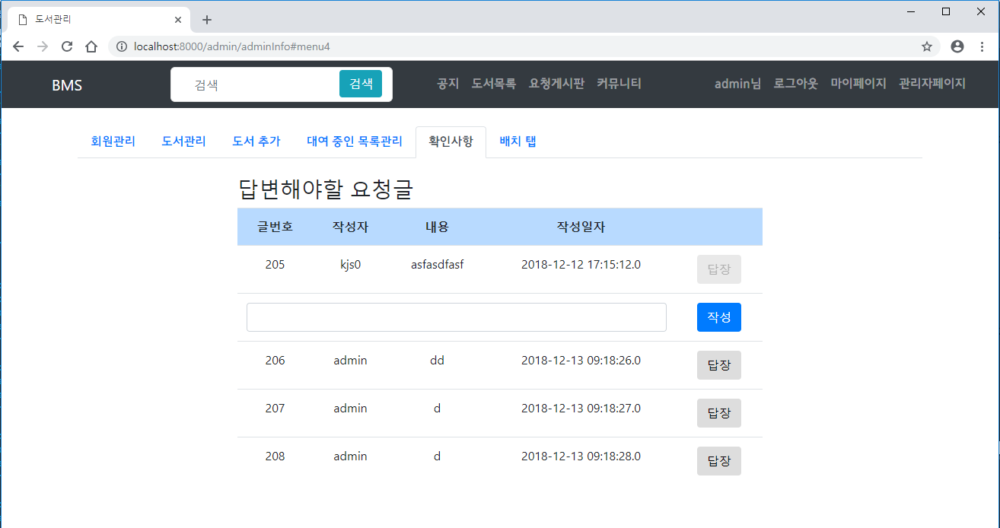 도서관리
localhost:8000/admin/adminInfo#menu4
BMS 검색 검색 공지 도서목록 요청게시판 커뮤니티 admin님 로그아웃 마이페이지 관리자페이지
회원관리 도서관리 도서 추가 대여 중인 목록관리 확인사항 배치 탭
답변해야할 요청글
글번호 작성자 내용 작성일자
205 kjs0 asfasdfasf 2018-12-12 17:15:12.0 답장
작성
206 admin dd 2018-12-13 09:18:26.0 답장
207 admin d 2018-12-13 09:18:27.0 답장
208 admin d 2018-12-13 09:18:28.0 답장